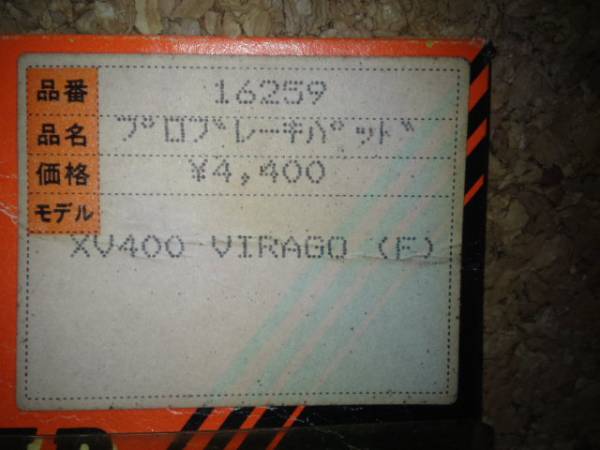 品番 16259
品名 プロブレーキパッド
価格 ¥4,400
モデル
XV400 VIRAGO (F)